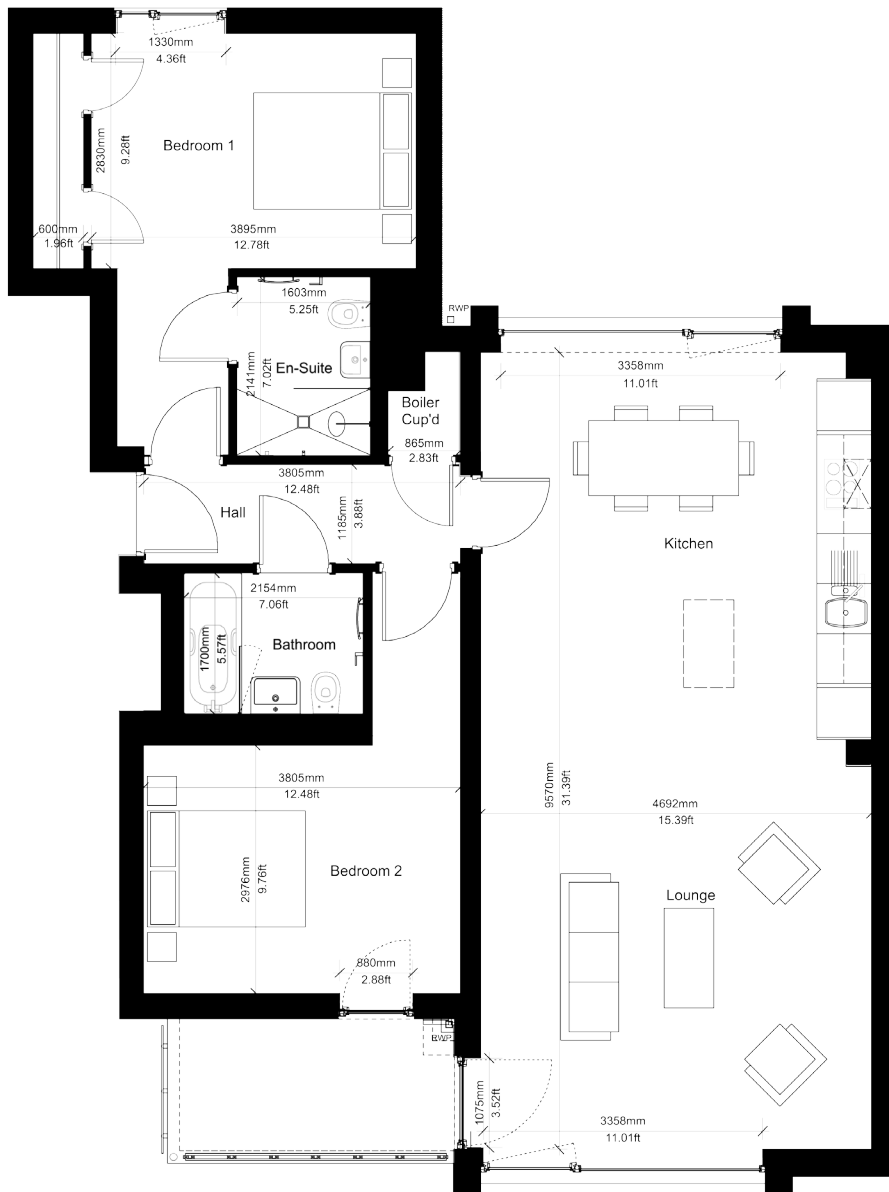 1330mm
4.36ft
2830mm
9.28ft
Bedroom 1
600mm
1.96ft
3895mm
12.78ft
1603mm
5.25ft
RWP
2141mm
7.02ft
En-Suite
3358mm
11.01ft
Boiler
Cup'd
865mm
2.83ft
3805mm
12.48ft
Hall
1185mm
3.88ft
Kitchen
2154mm
7.06ft
1700mm
5.57ft
Bathroom
3805mm
12.48ft
9570mm
31.39ft
4692mm
15.39ft
2976mm
9.76ft
Bedroom 2
Lounge
880mm
2.88ft
RWP
1075mm
3.52ft
3358mm
11.01ft